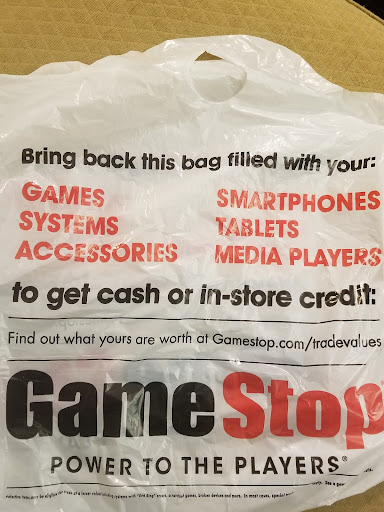 Bring back this bag filled with your:
GAMES SMARTPHONES
SYSTEMS TABLETS
ACCESSORIES MEDIA PLAYERS
to get cash or in-store credit:
Find out what yours are worth at Gamestop.com/tradevalues
GameStop
POWER TO THE PLAYERS®